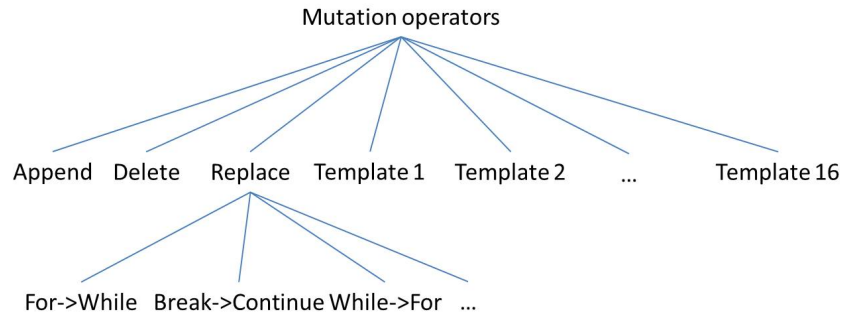 Mutation operators
Append Delete Replace Template 1 Template 2 ... Template 16
For->While Break->Continue While->For ...